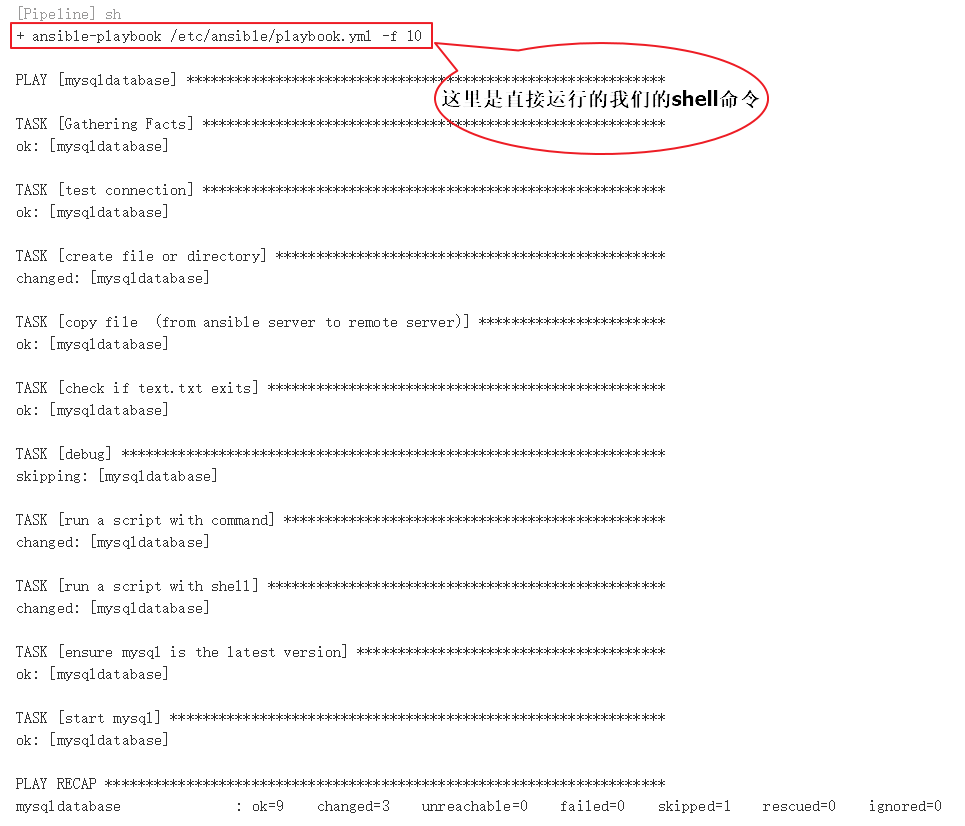 [Pipeline] sh
+ ansible-playbook /etc/ansible/playbook.yml -f 10
PLAY [mysqldatabase] ***********************************************************
这里是直接运行的我们的shell命令
TASK [Gathering Facts] *********************************************************
ok: [mysqldatabase]
TASK [test connection] *********************************************************
ok: [mysqldatabase]
TASK [create file or directory] ************************************************
changed: [mysqldatabase]
TASK [copy file （from ansible server to remote server)] ***********************
ok: [mysqldatabase]
TASK [check if text.txt exits] *************************************************
ok: [mysqldatabase]
TASK [debug] *******************************************************************
skipping: [mysqldatabase]
TASK [run a script with command] ***********************************************
changed: [mysqldatabase]
TASK [run a script with shell] *************************************************
changed: [mysqldatabase]
TASK [ensure mysql is the latest version] **************************************
ok: [mysqldatabase]
TASK [start mysql] *************************************************************
ok: [mysqldatabase]
PLAY RECAP *********************************************************************
mysqldatabase : ok=9 changed=3 unreachable=0 failed=0 skipped=1 rescued=0 ignored=0